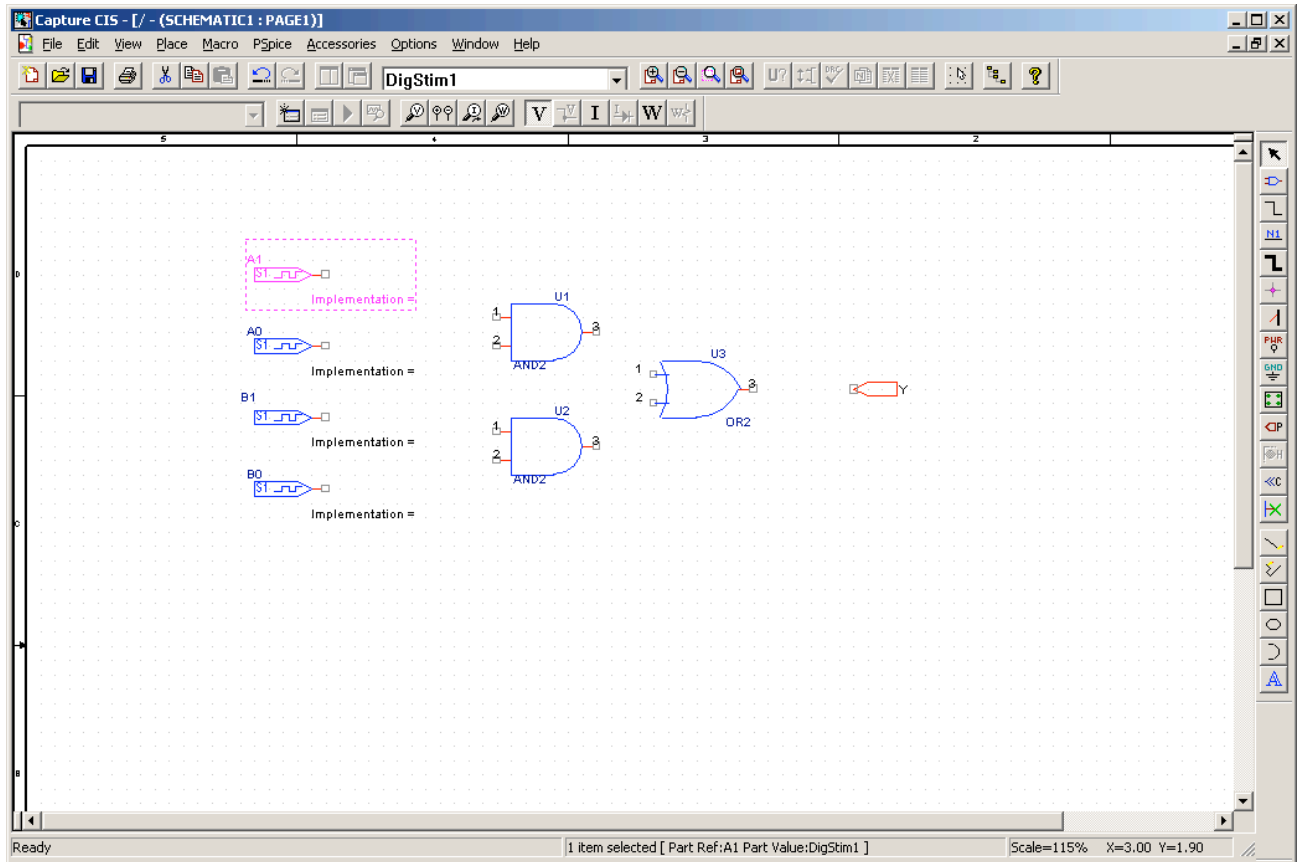 Capture CIS - [/ - (SCHEMATIC1 : PAGE1)]
File Edit View Place Macro PSpice Accessories Options Window Help
DigStim1 U? DRC
V V I I W W
5 4 3 2
N1
PWR
GND
P
H
C
A
D
C
B
A1
S1
Implementation =
A0
S1
Implementation =
B1
S1
Implementation =
B0
S1
Implementation =
U1
1
2
3
AND2
U2
1
2
3
AND2
U3
1
2
3
OR2
Y
Ready 1 item selected [ Part Ref:A1 Part Value:DigStim1 ] Scale=115% X=3.00 Y=1.90